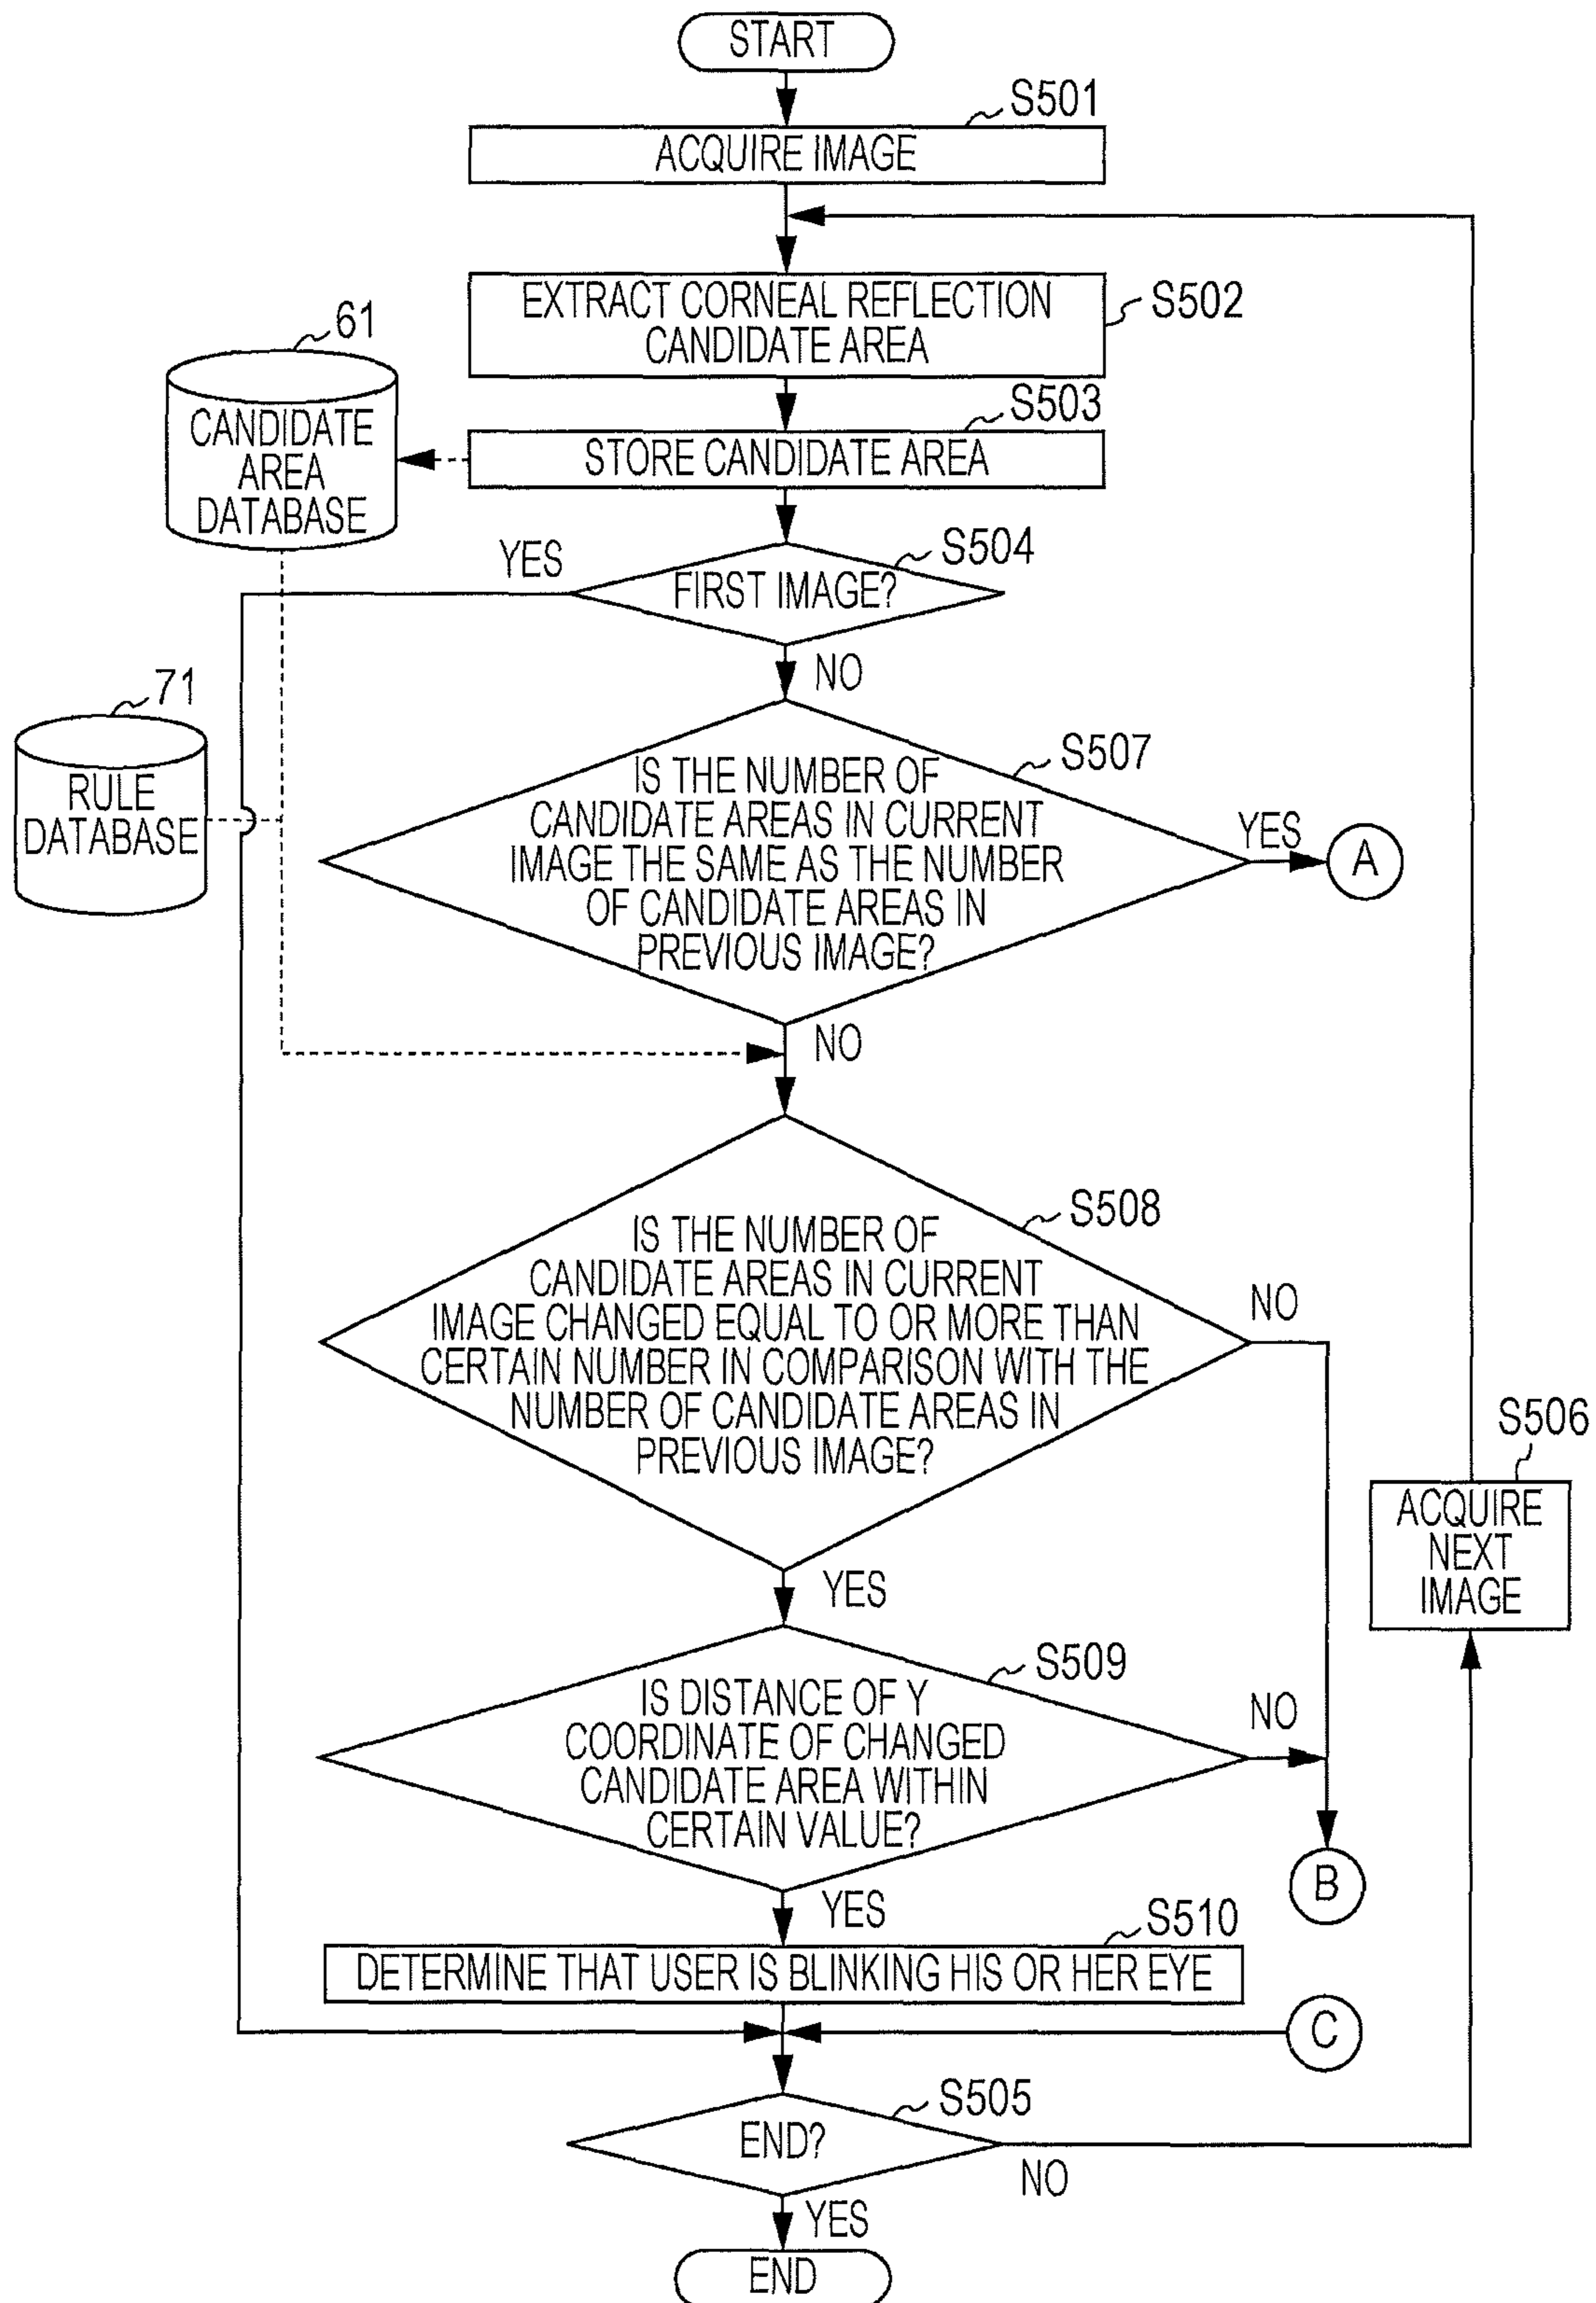 START
S501
ACQUIRE IMAGE
EXTRACT CORNEAL REFLECTION
CANDIDATE AREA
S502
61
CANDIDATE
AREA
DATABASE
S503
STORE CANDIDATE AREA
S504
YES
FIRST IMAGE?
NO
71
RULE
DATABASE
S507
IS THE NUMBER OF
CANDIDATE AREAS IN CURRENT
IMAGE THE SAME AS THE NUMBER
OF CANDIDATE AREAS IN
PREVIOUS IMAGE?
YES
A
NO
S508
IS THE NUMBER OF
CANDIDATE AREAS IN CURRENT
IMAGE CHANGED EQUAL TO OR MORE THAN
CERTAIN NUMBER IN COMPARISON WITH THE
NUMBER OF CANDIDATE AREAS IN
PREVIOUS IMAGE?
NO
S506
ACQUIRE
NEXT
IMAGE
YES
S509
IS DISTANCE OF Y
COORDINATE OF CHANGED
CANDIDATE AREA WITHIN
CERTAIN VALUE?
NO
B
YES
S510
DETERMINE THAT USER IS BLINKING HIS OR HER EYE
C
S505
END?
NO
YES
END